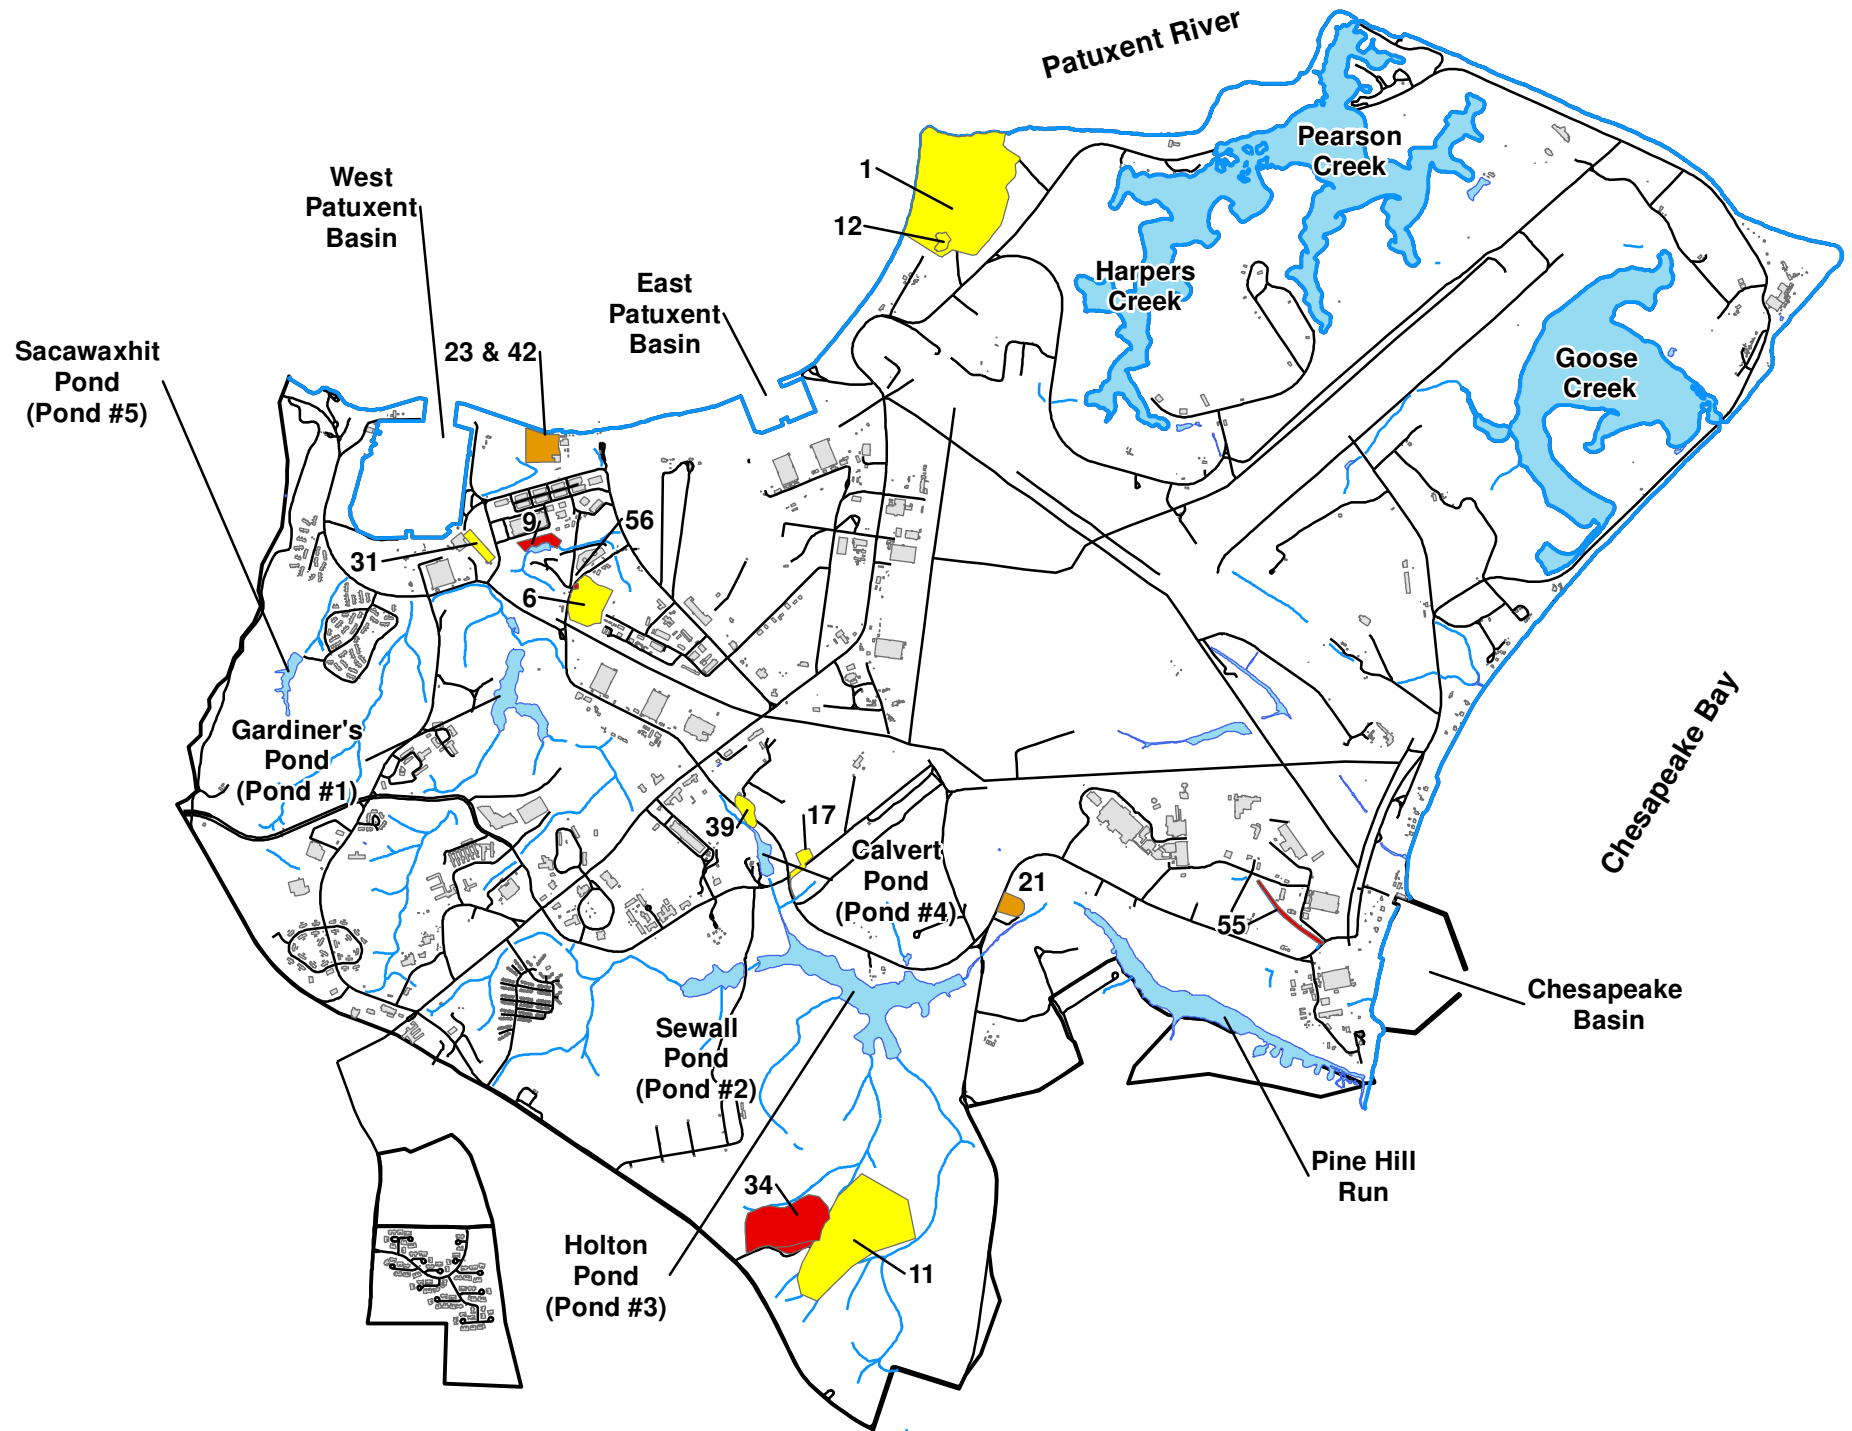 Patuxent River
Pearson
Creek
1
West
Patuxent
Basin
12
Harpers
Creek
East
Patuxent
Basin
Sacawaxhit
Pond
(Pond #5)
23 & 42
Goose
Creek
9
56
31
6
Gardiner's
Pond
(Pond #1)
Chesapeake Bay
39
17
Calvert
Pond
(Pond #4)
21
55
Chesapeake
Basin
Sewall
Pond
(Pond #2)
Pine Hill
Run
34
Holton
Pond
(Pond #3)
11